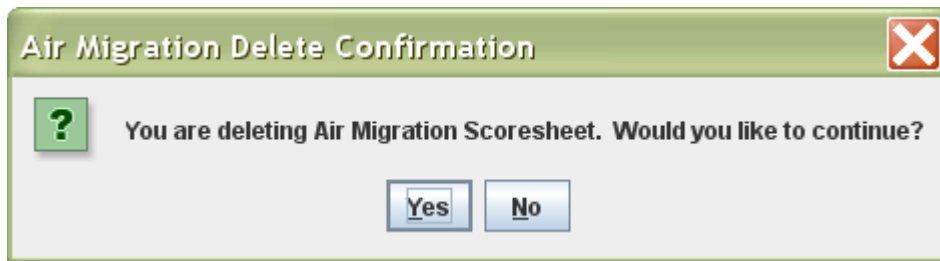 Air Migration Delete Confirmation
You are deleting Air Migration Scoresheet.  Would you like to continue?
Yes No